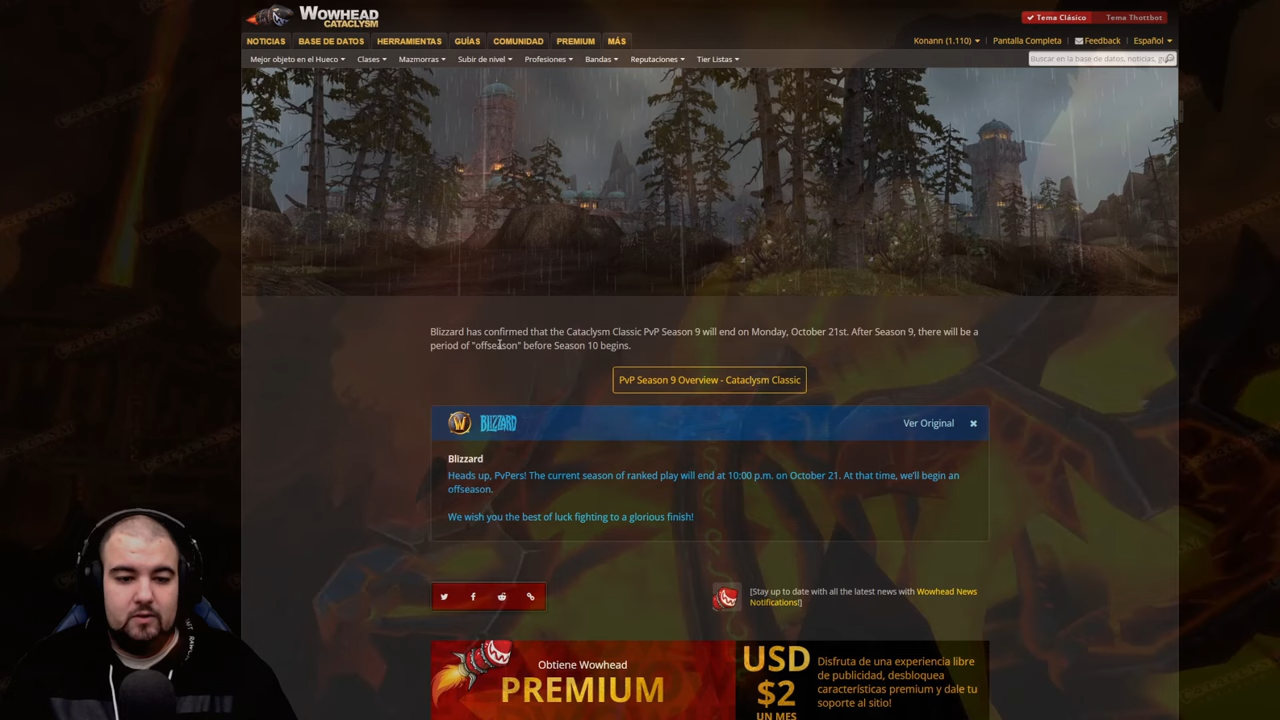 WOWHEAD
CATACLYSM
Tema Clásico
Tema Thottbot
NOTICIAS
BASE DE DATOS
HERRAMIENTAS
GUÍAS
COMUNIDAD
PREMIUM
MÁS
Konann (1.110)
Pantalla Completa
Feedback
Español
Mejor objeto en el Hueco
Clases
Mazmorras
Subir de nivel
Profesiones
Bandas
Reputaciones
Tier Listas
Buscar en la base de datos, noticias,
Blizzard has confirmed that the Cataclysm Classic PvP Season 9 will end on Monday, October 21st. After Season 9, there will be a
period of "offseason" before Season 10 begins.
PvP Season 9 Overview - Cataclysm Classic
W
BLIZZARD
Ver Original
Blizzard
Heads up, PvPers! The current season of ranked play will end at 10:00 p.m. on October 21. At that time, we'll begin an
offseason.
We wish you the best of luck fighting to a glorious finish!
[Stay up to date with all the latest news with Wowhead News
Notifications!]
Obtiene Wowhead
PREMIUM
USD
$2
UN MES
Disfruta de una experiencia libre
de publicidad, desbloquea
características premium y dale tu
soporte al sitio!